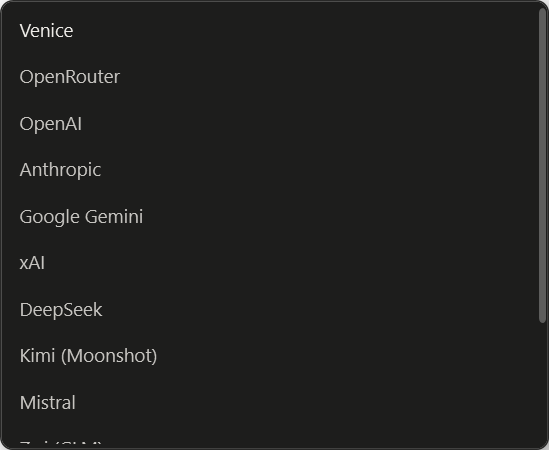 Venice
OpenRouter
OpenAI
Anthropic
Google Gemini
xAI
DeepSeek
Kimi (Moonshot)
Mistral